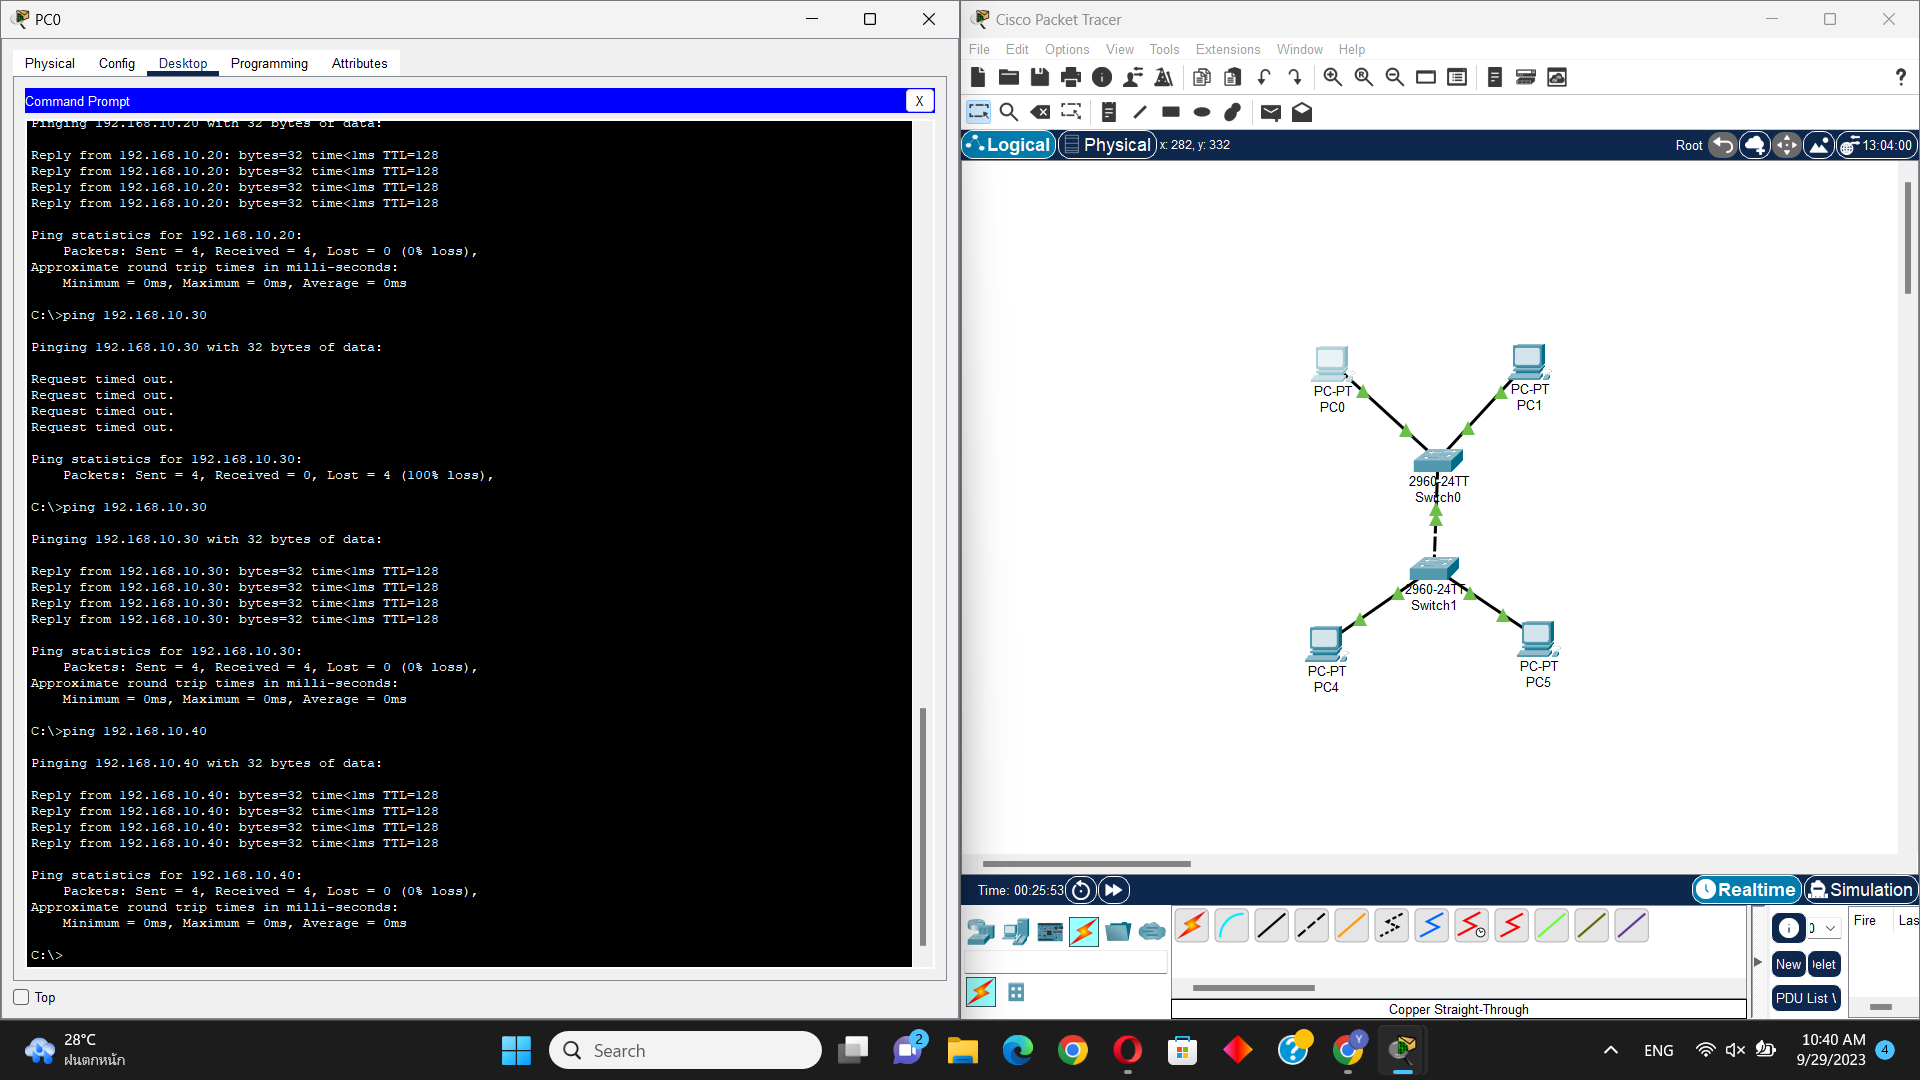 PC0
Physical Config Desktop Programming Attributes
Command Prompt X
Pinging 192.168.10.20 with 32 bytes of data:
Reply from 192.168.10.20: bytes=32 time<1ms TTL=128
Reply from 192.168.10.20: bytes=32 time<1ms TTL=128
Reply from 192.168.10.20: bytes=32 time<1ms TTL=128
Reply from 192.168.10.20: bytes=32 time<1ms TTL=128
Ping statistics for 192.168.10.20:
Packets: Sent = 4, Received = 4, Lost = 0 (0% loss),
Approximate round trip times in milli-seconds:
Minimum = 0ms, Maximum = 0ms, Average = 0ms
C:\>ping 192.168.10.30
Pinging 192.168.10.30 with 32 bytes of data:
Request timed out.
Request timed out.
Request timed out.
Request timed out.
Ping statistics for 192.168.10.30:
Packets: Sent = 4, Received = 0, Lost = 4 (100% loss),
C:\>ping 192.168.10.30
Pinging 192.168.10.30 with 32 bytes of data:
Reply from 192.168.10.30: bytes=32 time<1ms TTL=128
Reply from 192.168.10.30: bytes=32 time<1ms TTL=128
Reply from 192.168.10.30: bytes=32 time<1ms TTL=128
Reply from 192.168.10.30: bytes=32 time<1ms TTL=128
Ping statistics for 192.168.10.30:
Packets: Sent = 4, Received = 4, Lost = 0 (0% loss),
Approximate round trip times in milli-seconds:
Minimum = 0ms, Maximum = 0ms, Average = 0ms
C:\>ping 192.168.10.40
Pinging 192.168.10.40 with 32 bytes of data:
Reply from 192.168.10.40: bytes=32 time<1ms TTL=128
Reply from 192.168.10.40: bytes=32 time<1ms TTL=128
Reply from 192.168.10.40: bytes=32 time<1ms TTL=128
Reply from 192.168.10.40: bytes=32 time<1ms TTL=128
Ping statistics for 192.168.10.40:
Packets: Sent = 4, Received = 4, Lost = 0 (0% loss),
Approximate round trip times in milli-seconds:
Minimum = 0ms, Maximum = 0ms, Average = 0ms
C:\>
Top
Cisco Packet Tracer
File Edit Options View Tools Extensions Window Help
?
Logical Physical x: 282, y: 332 Root 13:04:00
PC-PT
PC0
PC-PT
PC1
2960-24TT
Switch0
2960-24TT
Switch1
PC-PT
PC4
PC-PT
PC5
Time: 00:25:53 Realtime Simulation
0 Fire Las
New Delet
PDU List
Copper Straight-Through
28°C
ฝนตกหนัก
Search
2
ENG
10:40 AM
9/29/2023
4